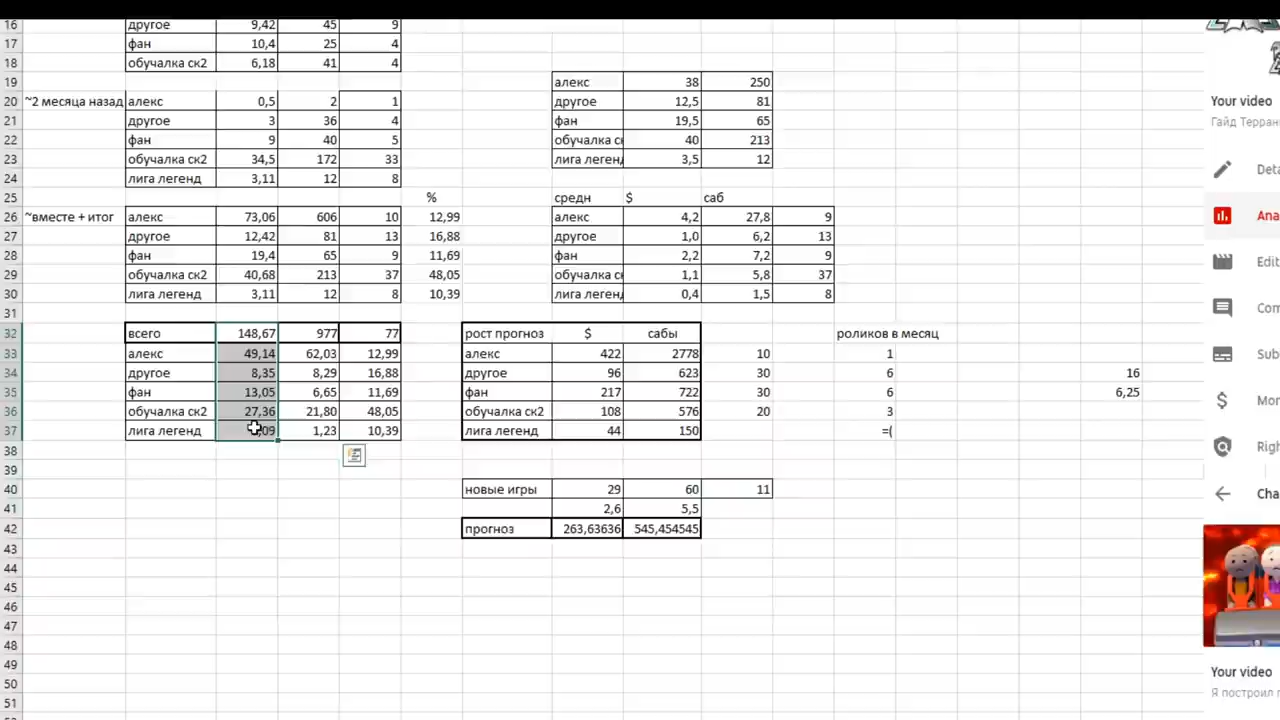 16 другое 9,42 45 9
17 фан 10,4 25 4
18 обучалка ск2 6,18 41 4
19 алекс 38 250
20 ~2 месяца назад алекс 0,5 2 1 другое 12,5 81
21 другое 3 36 4 фан 19,5 65
22 фан 9 40 5 обучалка ск 40 213
23 обучалка ск2 34,5 172 33 лига легенд 3,5 12
24 лига легенд 3,11 12 8
25 % средн $ саб
26 ~вместе + итог алекс 73,06 606 10 12,99 алекс 4,2 27,8 9
27 другое 12,42 81 13 16,88 другое 1,0 6,2 13
28 фан 19,4 65 9 11,69 фан 2,2 7,2 9
29 обучалка ск2 40,68 213 37 48,05 обучалка ск 1,1 5,8 37
30 лига легенд 3,11 12 8 10,39 лига легенд 0,4 1,5 8
31
32 всего 148,67 977 77 рост прогноз $ сабы роликов в месяц
33 алекс 49,14 62,03 12,99 алекс 422 2778 10 1
34 другое 8,35 8,29 16,88 другое 96 623 30 6 16
35 фан 13,05 6,65 11,69 фан 217 722 30 6 6,25
36 обучалка ск2 27,36 21,80 48,05 обучалка ск2 108 576 20 3
37 лига легенд 09 1,23 10,39 лига легенд 44 150 =(
38
39
40 новые игры 29 60 11
41 2,6 5,5
42 прогноз 263,63636 545,454545
43
44
45
46
47
48
49
50
51
Your video
Гайд Терран
Deta
Ana
Edit
Com
Sub
Mon
Righ
Cha
Your video
Я построил г